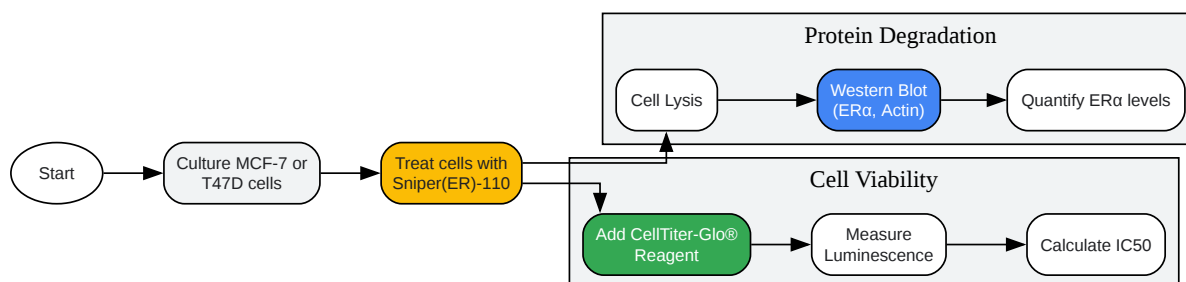 Protein Degradation
Cell Lysis
Western Blot
(ERα, Actin)
Quantify ERα levels
Start
Culture MCF-7 or
T47D cells
Treat cells with
Sniper(ER)-110
Cell Viability
Add CellTiter-Glo®
Reagent
Measure
Luminescence
Calculate IC50